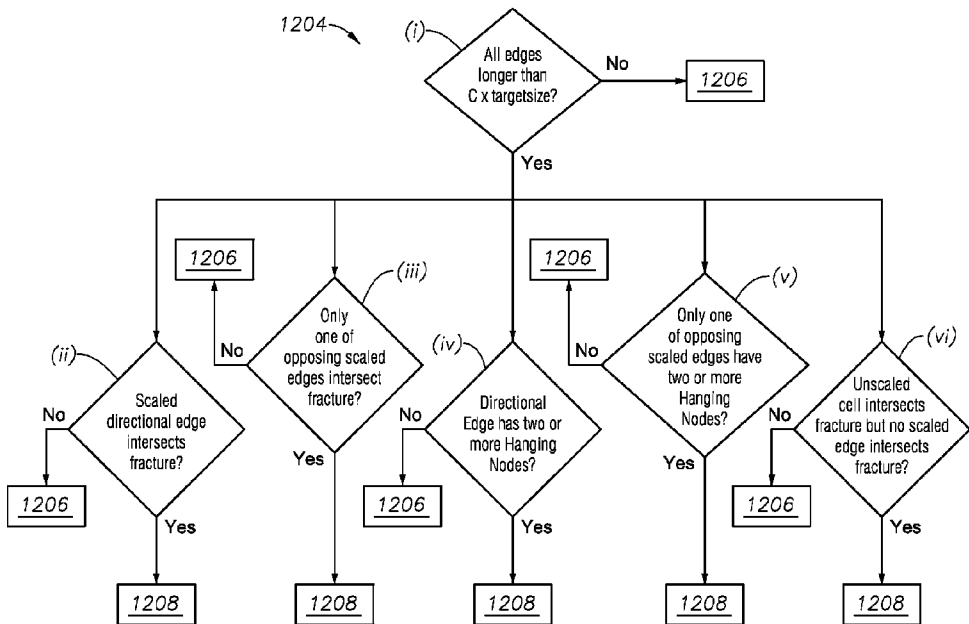 1204
(i)
All edges
longer than
C x targetsize?
No
1206
Yes
1206
(iii)
Only
one of
opposing scaled
edges intersect
fracture?
No
Yes
1208
1206
(v)
Only one
of opposing
scaled edges have
two or more
Hanging
Nodes?
No
Yes
1208
(ii)
Scaled
directional edge
intersects
fracture?
No
1206
Yes
1208
(iv)
Directional
Edge has two or
more Hanging
Nodes?
No
1206
Yes
1208
(vi)
Unscaled
cell intersects
fracture but no scaled
edge intersects
fracture?
No
1206
Yes
1208